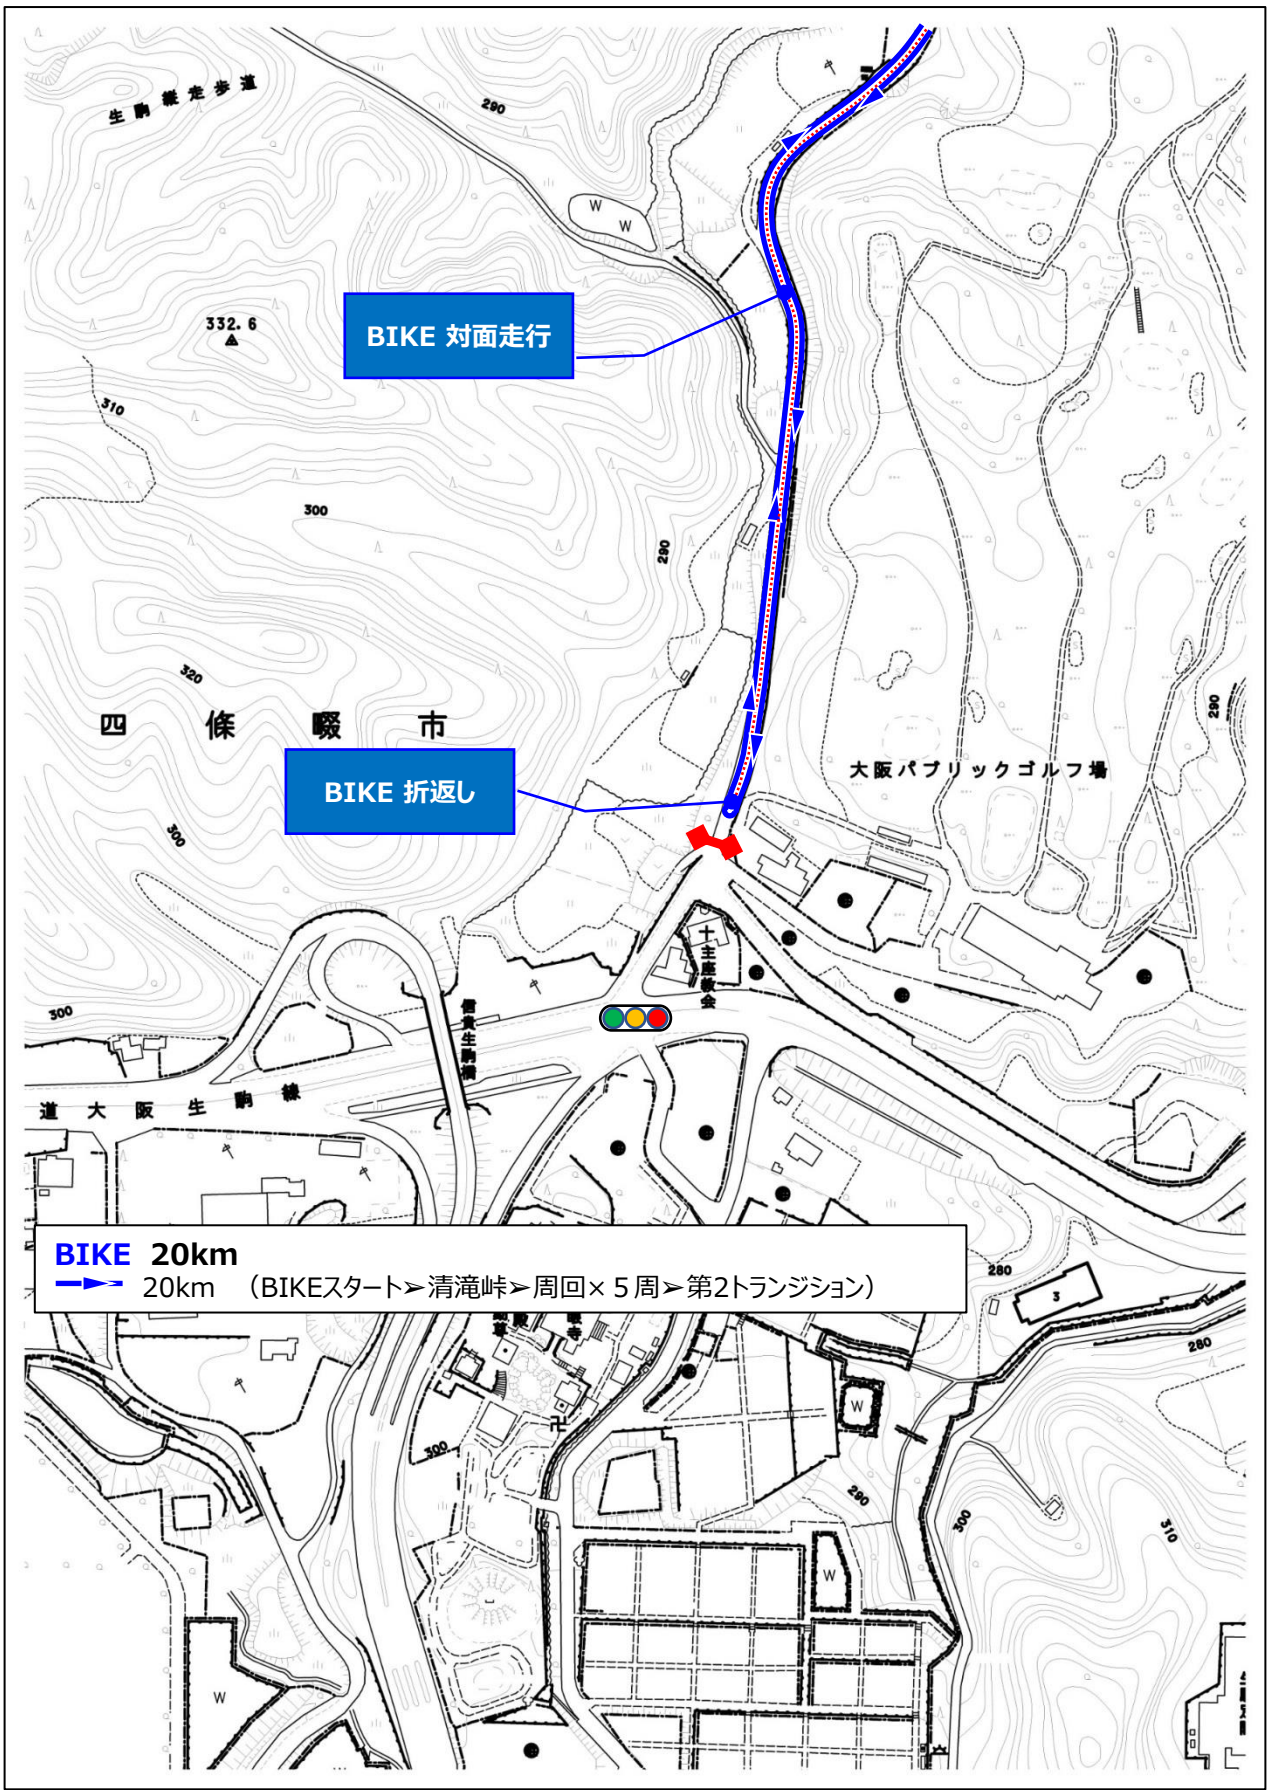 生駒縦走歩道
290
W
W
332.6
BIKE 対面走行
310
300
290
320
290
四條畷市
大阪パブリックゴルフ場
BIKE 折返し
300
主座教会
300
信貴生駒橋
道大阪生駒線
BIKE 20km
20km （BIKEスタート➢清滝峠➢周回×５周➢第2トランジション）
280
3
280
W
300
290
300
310
W
W